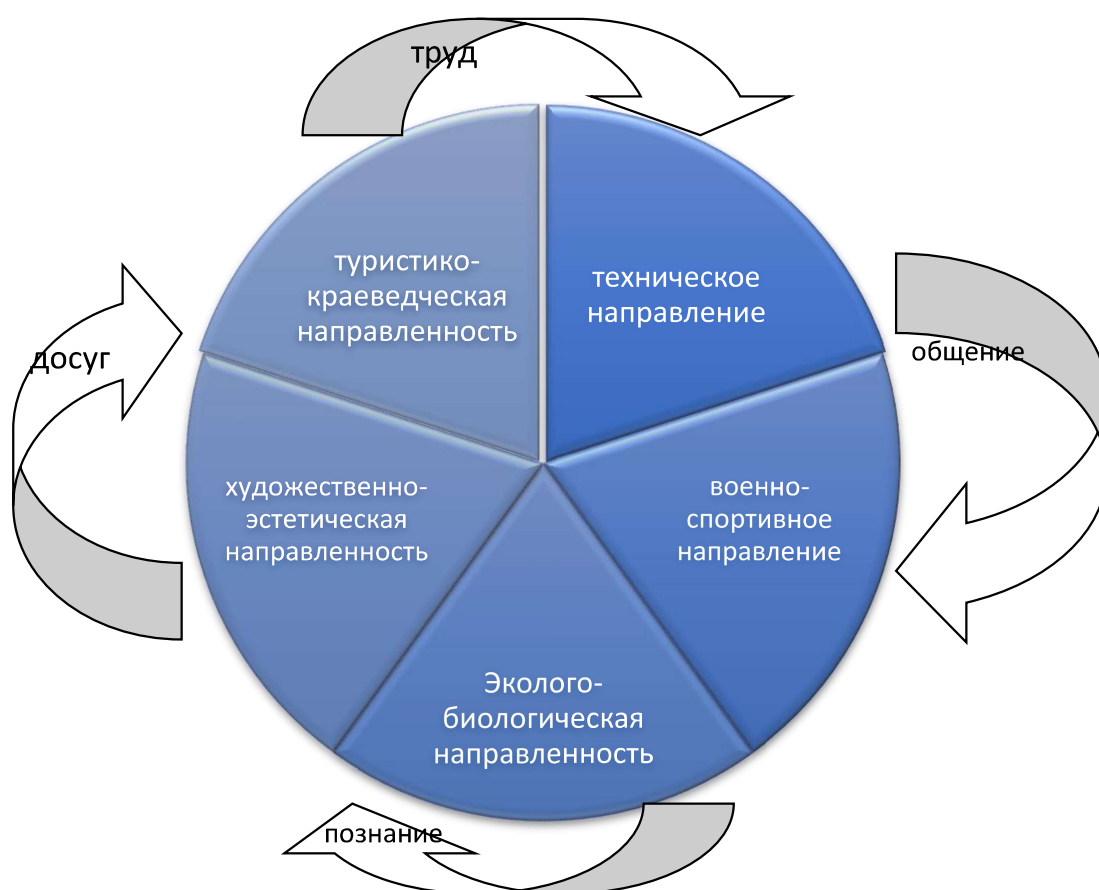 труд
туристико-
краеведческая
направленность
техническое
направление
досуг
общение
художественно-
эстетическая
направленность
военно-
спортивное
направление
Эколого-
биологическая
направленность
познание